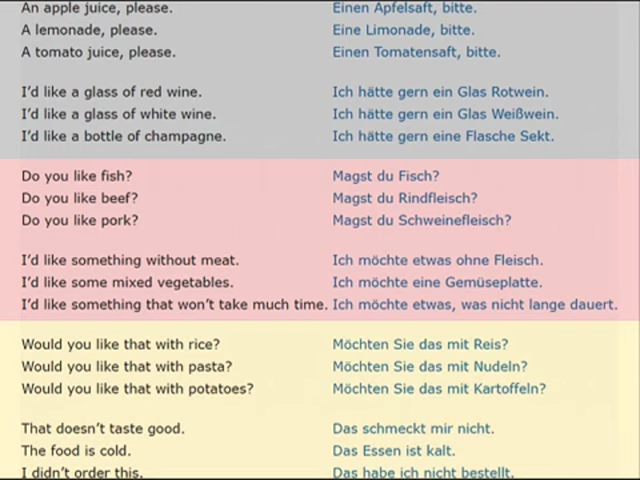 An apple juice, please. Einen Apfelsaft, bitte.
A lemonade, please. Eine Limonade, bitte.
A tomato juice, please. Einen Tomatensaft, bitte.
I'd like a glass of red wine. Ich hätte gern ein Glas Rotwein.
I'd like a glass of white wine. Ich hätte gern ein Glas Weißwein.
I'd like a bottle of champagne. Ich hätte gern eine Flasche Sekt.
Do you like fish? Magst du Fisch?
Do you like beef? Magst du Rindfleisch?
Do you like pork? Magst du Schweinefleisch?
I'd like something without meat. Ich möchte etwas ohne Fleisch.
I'd like some mixed vegetables. Ich möchte eine Gemüseplatte.
I'd like something that won't take much time. Ich möchte etwas, was nicht lange dauert.
Would you like that with rice? Möchten Sie das mit Reis?
Would you like that with pasta? Möchten Sie das mit Nudeln?
Would you like that with potatoes? Möchten Sie das mit Kartoffeln?
That doesn't taste good. Das schmeckt mir nicht.
The food is cold. Das Essen ist kalt.
I didn't order this. Das habe ich nicht bestellt.